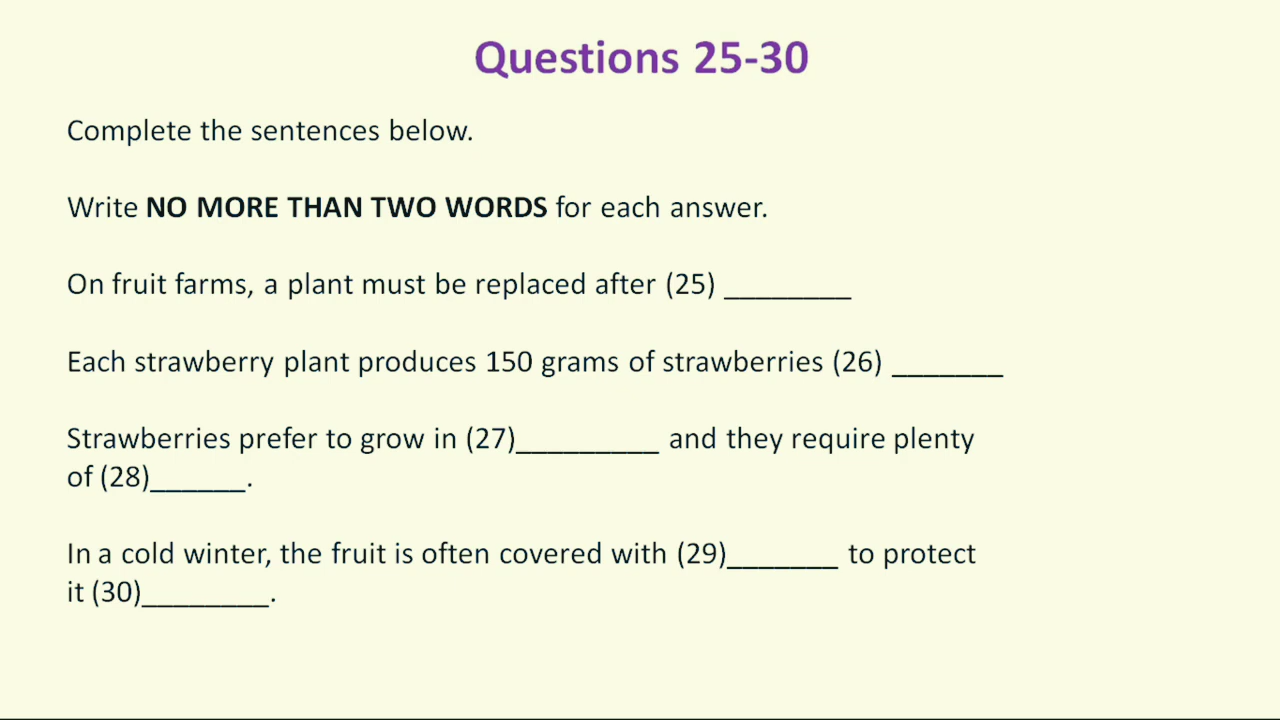 Questions 25-30
Complete the sentences below.
Write NO MORE THAN TWO WORDS for each answer.
On fruit farms, a plant must be replaced after (25) ________
Each strawberry plant produces 150 grams of strawberries (26) _______
Strawberries prefer to grow in (27)_________ and they require plenty
of (28)______.
In a cold winter, the fruit is often covered with (29)_______ to protect
it (30)________.